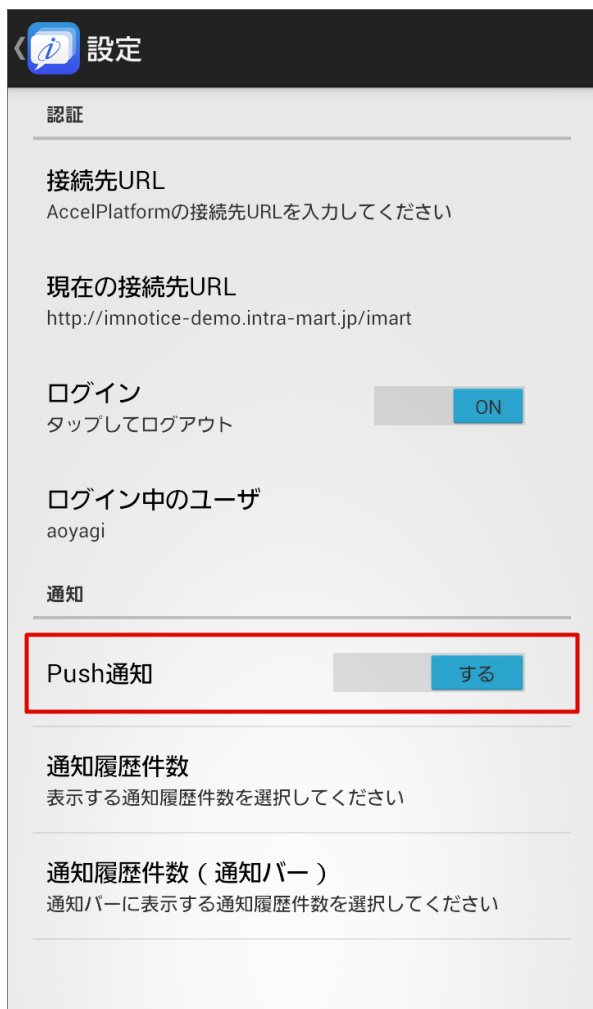 設定
認証
接続先URL
AccelPlatformの接続先URLを入力してください
現在の接続先URL
http://imnotice-demo.intra-mart.jp/imart
ログイン
ON
タップしてログアウト
ログイン中のユーザ
aoyagi
通知
Push通知
する
通知履歴件数
表示する通知履歴件数を選択してください
通知履歴件数 ( 通知バー )
通知バーに表示する通知履歴件数を選択してください